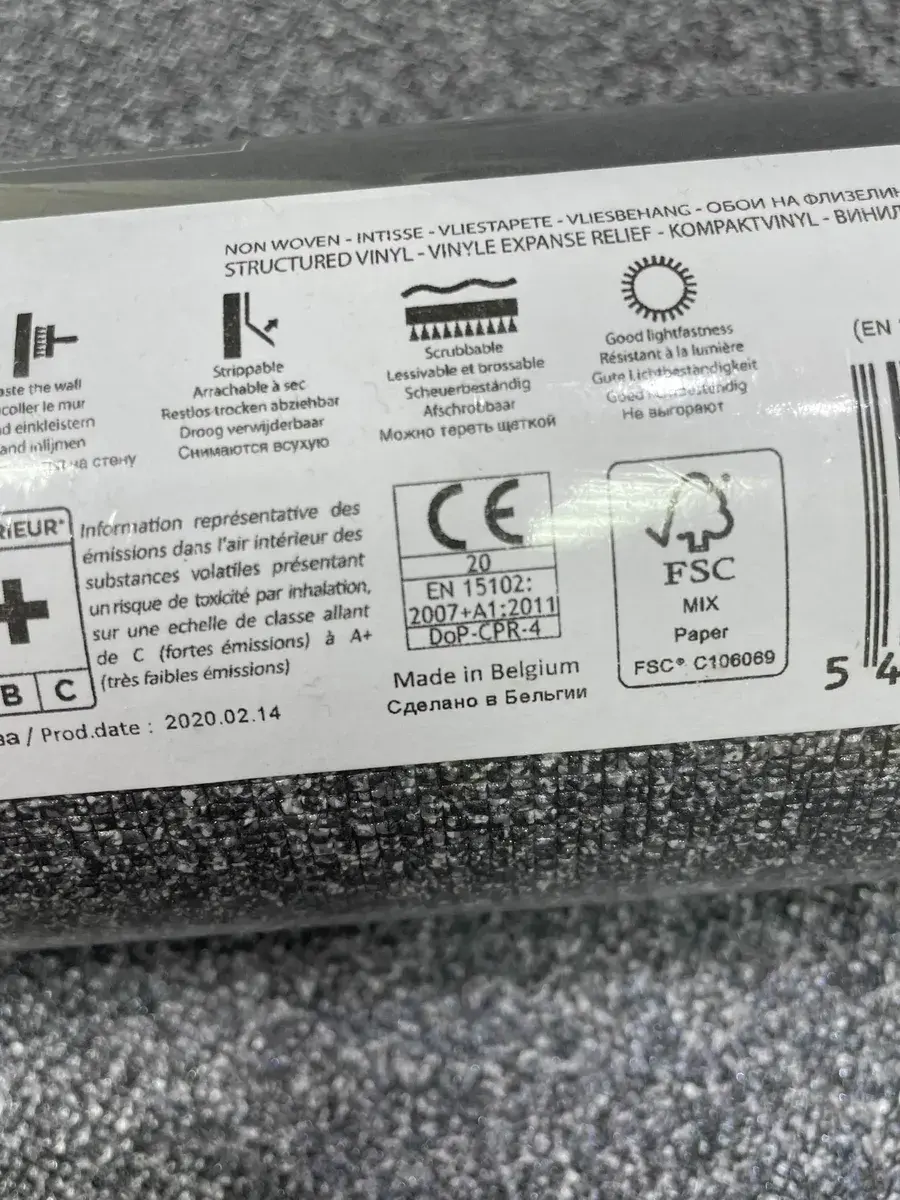 NON WOVEN - INTISSE - VLIESTAPETE - VLIESBEHANG - ОБОИ НА ФЛИЗЕЛИН
STRUCTURED VINYL - VINYLE EXPANSE RELIEF - KOMPAKTVINYL - ВИНИЛ
aste the wall
coller le mur
d einkleistern
and inlijmen
на стену
Strippable
Arrachable à sec
Restlos trocken abziehbar
Droog verwijderbaar
Снимаются всухую
Scrubbable
Lessivable et brossable
Scheuerbeständig
Afschrobbaar
Можно тереть щеткой
Good lightfastness
Résistant à la lumière
Gute Lichtbeständigkeit
Goed
Не выгорают
(EN
RIEUR*
B C
Information représentative des
émissions dans l'air intérieur des
substances volatiles présentant
un risque de toxicité par inhalation,
sur une echelle de classe allant
de C (fortes émissions) à A+
(très faibles émissions)
ва / Prod.date : 2020.02.14
CE
20
EN 15102:
2007+A1:2011
DoP-CPR-4
Made in Belgium
Сделано в Бельгии
FSC
MIX
Paper
FSC® C106069
5 4